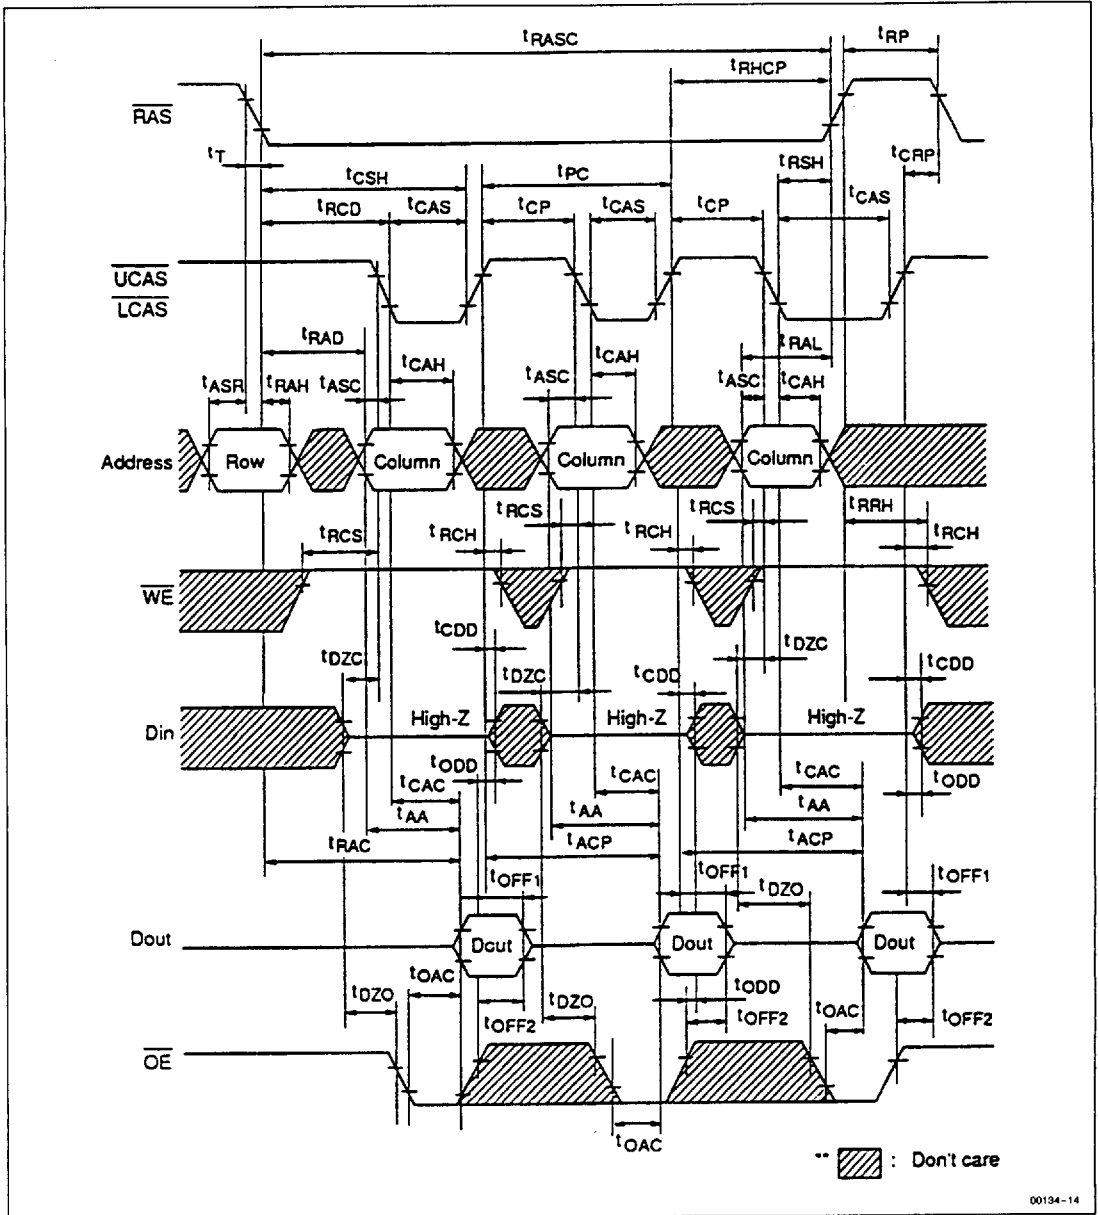 tRASC
tRP
tRHCP
RAS
tT
tCRP
tRSH
tCSH
tPC
tCAS
tRCD
tCAS
tCP
tCAS
tCP
UCAS
LCAS
tRAD
tRAL
tCAH
tCAH
tASR
tRAH
tASC
tASC
tASC
tCAH
Address
Row
Column
Column
Column
tRCS
tRCS
tRCS
tRRH
tRCH
tRCH
tRCH
WE
tCDD
tDZC
tDZC
tDZC
tCDD
tCDD
Din
High-Z
High-Z
High-Z
tODD
tCAC
tCAC
tCAC
tODD
tAA
tAA
tAA
tRAC
tACP
tACP
tOFF1
tOFF1
tOFF1
tDZO
Dout
Dout
Dout
Dout
tOAC
tODD
tDZO
tDZO
tOAC
tOFF2
tOFF2
tOFF2
OE
tOAC
: Don't care
00134-14